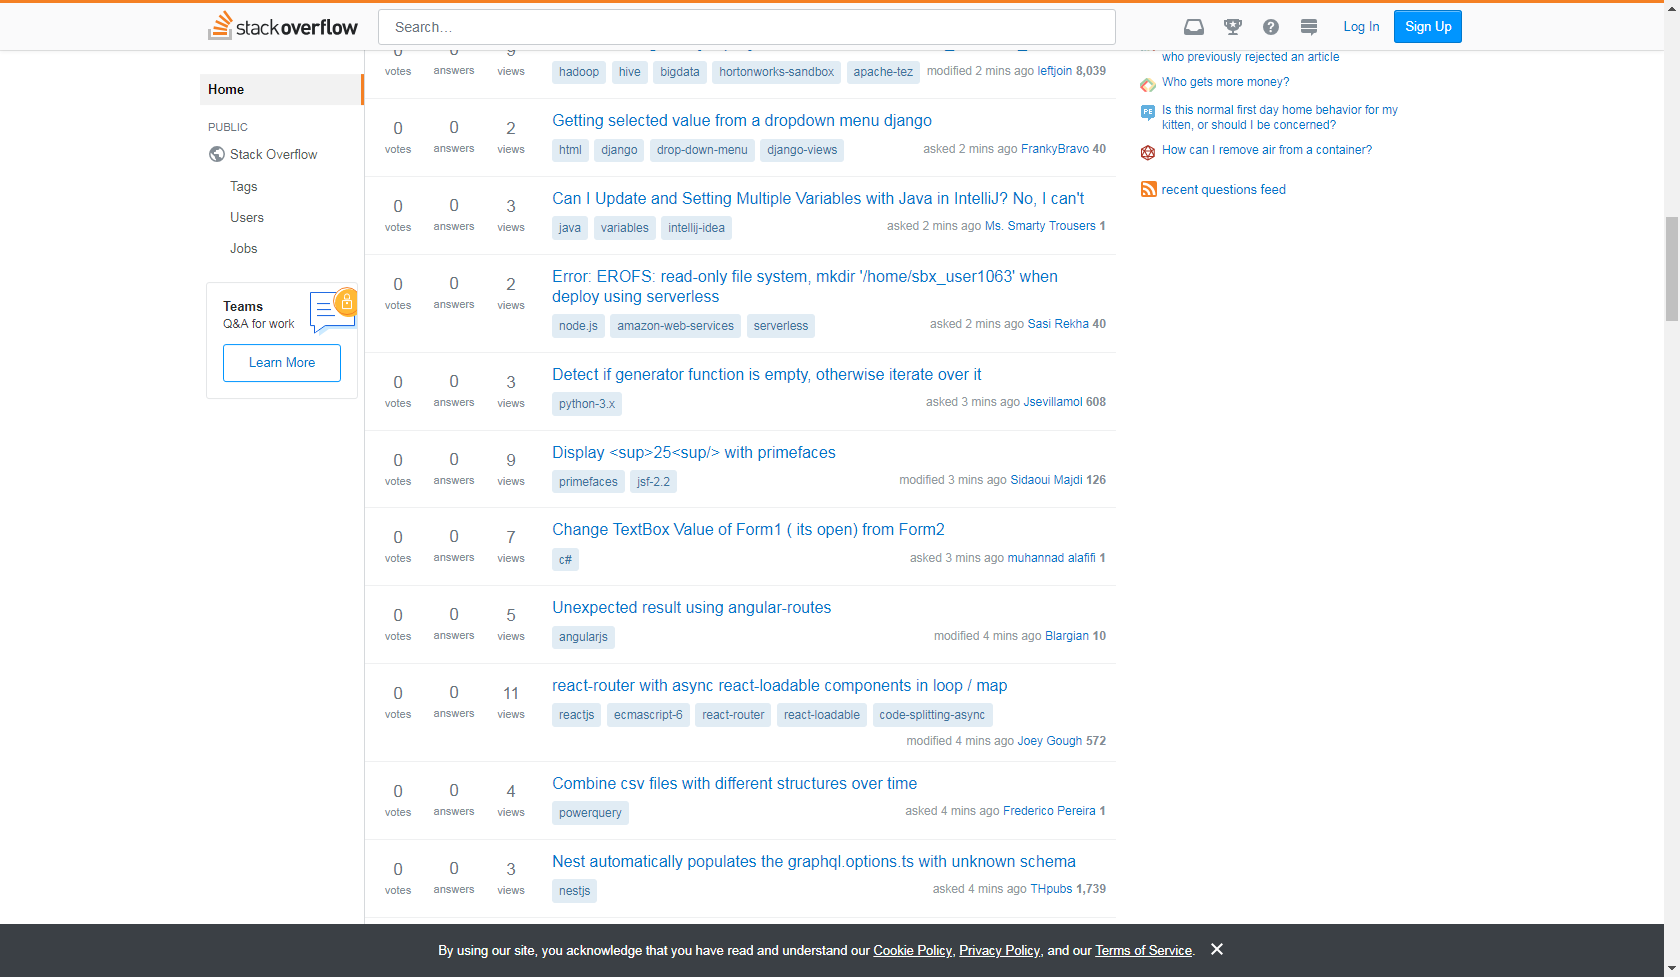 stackoverflow
Search...
Log In
Sign Up
Home
PUBLIC
Stack Overflow
Tags
Users
Jobs
Teams
Q&A for work
Learn More
0 votes 0 answers 9 views
hadoop hive bigdata hortonworks-sandbox apache-tez modified 2 mins ago leftjoin 8,039
0 votes 0 answers 2 views
Getting selected value from a dropdown menu django
html django drop-down-menu django-views asked 2 mins ago FrankyBravo 40
0 votes 0 answers 3 views
Can I Update and Setting Multiple Variables with Java in IntelliJ? No, I can't
java variables intellij-idea asked 2 mins ago Ms. Smarty Trousers 1
0 votes 0 answers 2 views
Error: EROFS: read-only file system, mkdir '/home/sbx_user1063' when
deploy using serverless
node.js amazon-web-services serverless asked 2 mins ago Sasi Rekha 40
0 votes 0 answers 3 views
Detect if generator function is empty, otherwise iterate over it
python-3.x asked 3 mins ago Jsevillamol 608
0 votes 0 answers 9 views
Display <sup>25<sup/> with primefaces
primefaces jsf-2.2 modified 3 mins ago Sidaoui Majdi 126
0 votes 0 answers 7 views
Change TextBox Value of Form1 ( its open) from Form2
c# asked 3 mins ago muhannad alafifi 1
0 votes 0 answers 5 views
Unexpected result using angular-routes
angularjs modified 4 mins ago Blargian 10
0 votes 0 answers 11 views
react-router with async react-loadable components in loop / map
reactjs ecmascript-6 react-router react-loadable code-splitting-async
modified 4 mins ago Joey Gough 572
0 votes 0 answers 4 views
Combine csv files with different structures over time
powerquery asked 4 mins ago Frederico Pereira 1
0 votes 0 answers 3 views
Nest automatically populates the graphql.options.ts with unknown schema
nestjs asked 4 mins ago THpubs 1,739
who previously rejected an article
Who gets more money?
PE
Is this normal first day home behavior for my
kitten, or should I be concerned?
How can I remove air from a container?
recent questions feed
By using our site, you acknowledge that you have read and understand our Cookie Policy, Privacy Policy, and our Terms of Service.